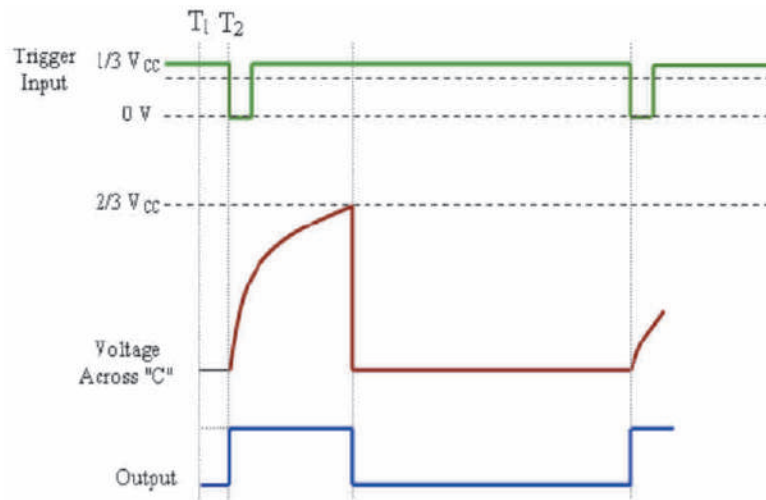 T1 T2
Trigger
Input
1/3 VCC
0 V
2/3 VCC
Voltage
Across "C"
Output